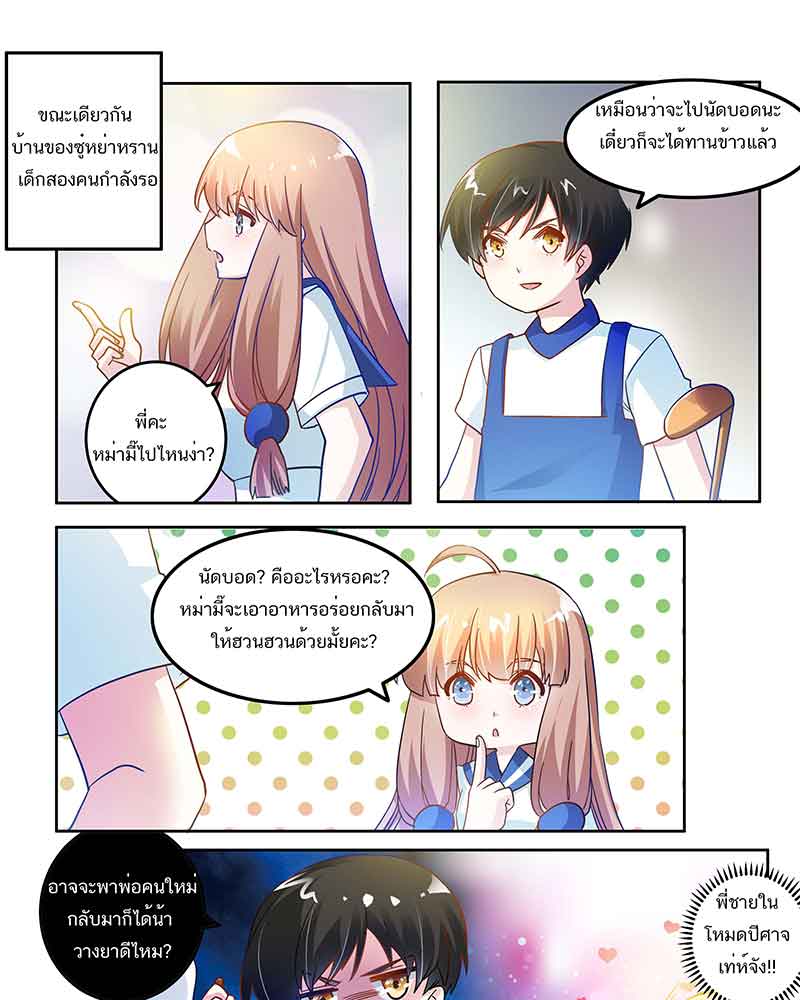 ขณะเดียวกัน
บ้านของซู่หย่าหราน
เด็กสองคนกำลังรอ
พี่คะ
หม่ามี๊ไปไหนง่า?
เหมือนว่าจะไปนัดบอดนะ
เดี๋ยวก็จะได้ทานข้าวแล้ว
นัดบอด? คืออะไรหรอคะ?
หม่ามี๊จะเอาอาหารอร่อยกลับมา
ให้ฮวนฮวนด้วยมั้ยคะ?
อาจจะพาพ่อคนใหม่
กลับมาก็ได้น้า
วางยาดีไหม?
พี่ชายใน
โหมดปีศาจ
เท่ห์จัง!!